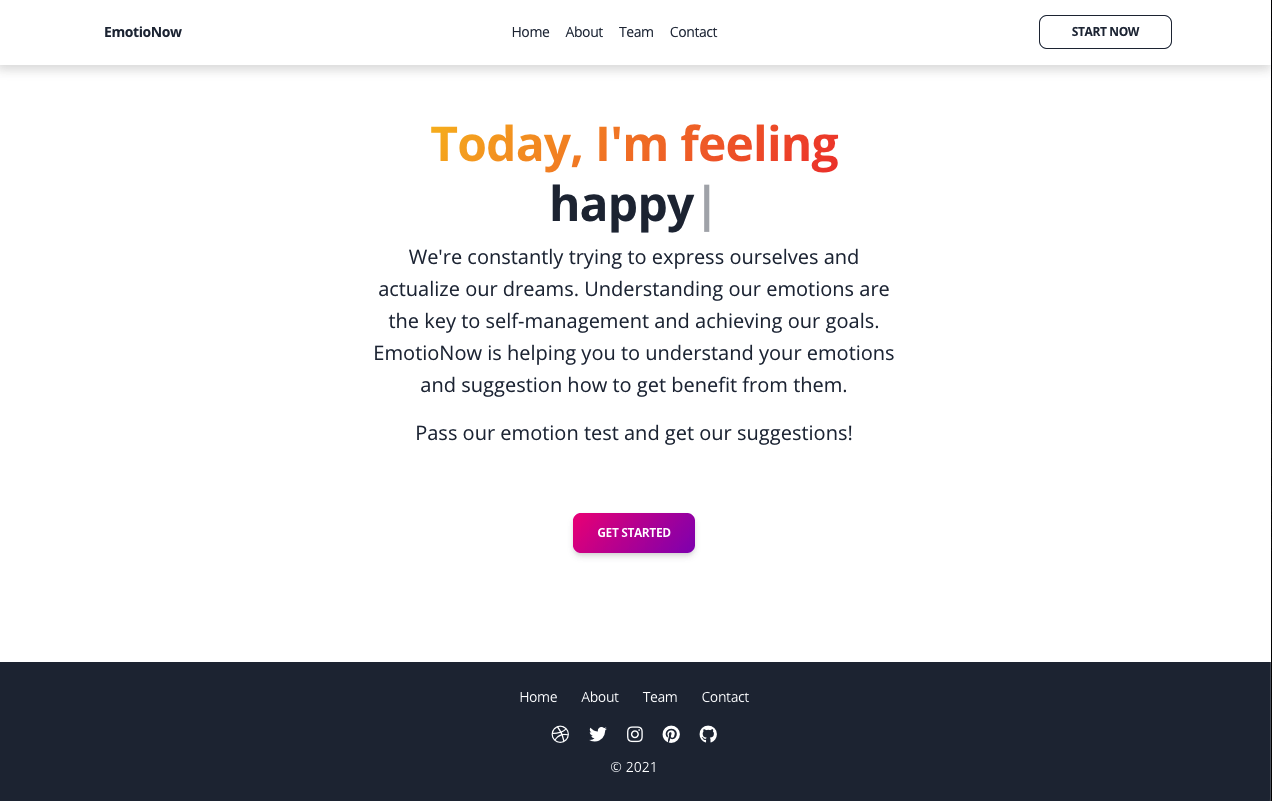 EmotioNow
Home About Team Contact
START NOW
Today, I'm feeling
happy|
We're constantly trying to express ourselves and
actualize our dreams. Understanding our emotions are
the key to self-management and achieving our goals.
EmotioNow is helping you to understand your emotions
and suggestion how to get benefit from them.
Pass our emotion test and get our suggestions!
GET STARTED
Home About Team Contact
© 2021